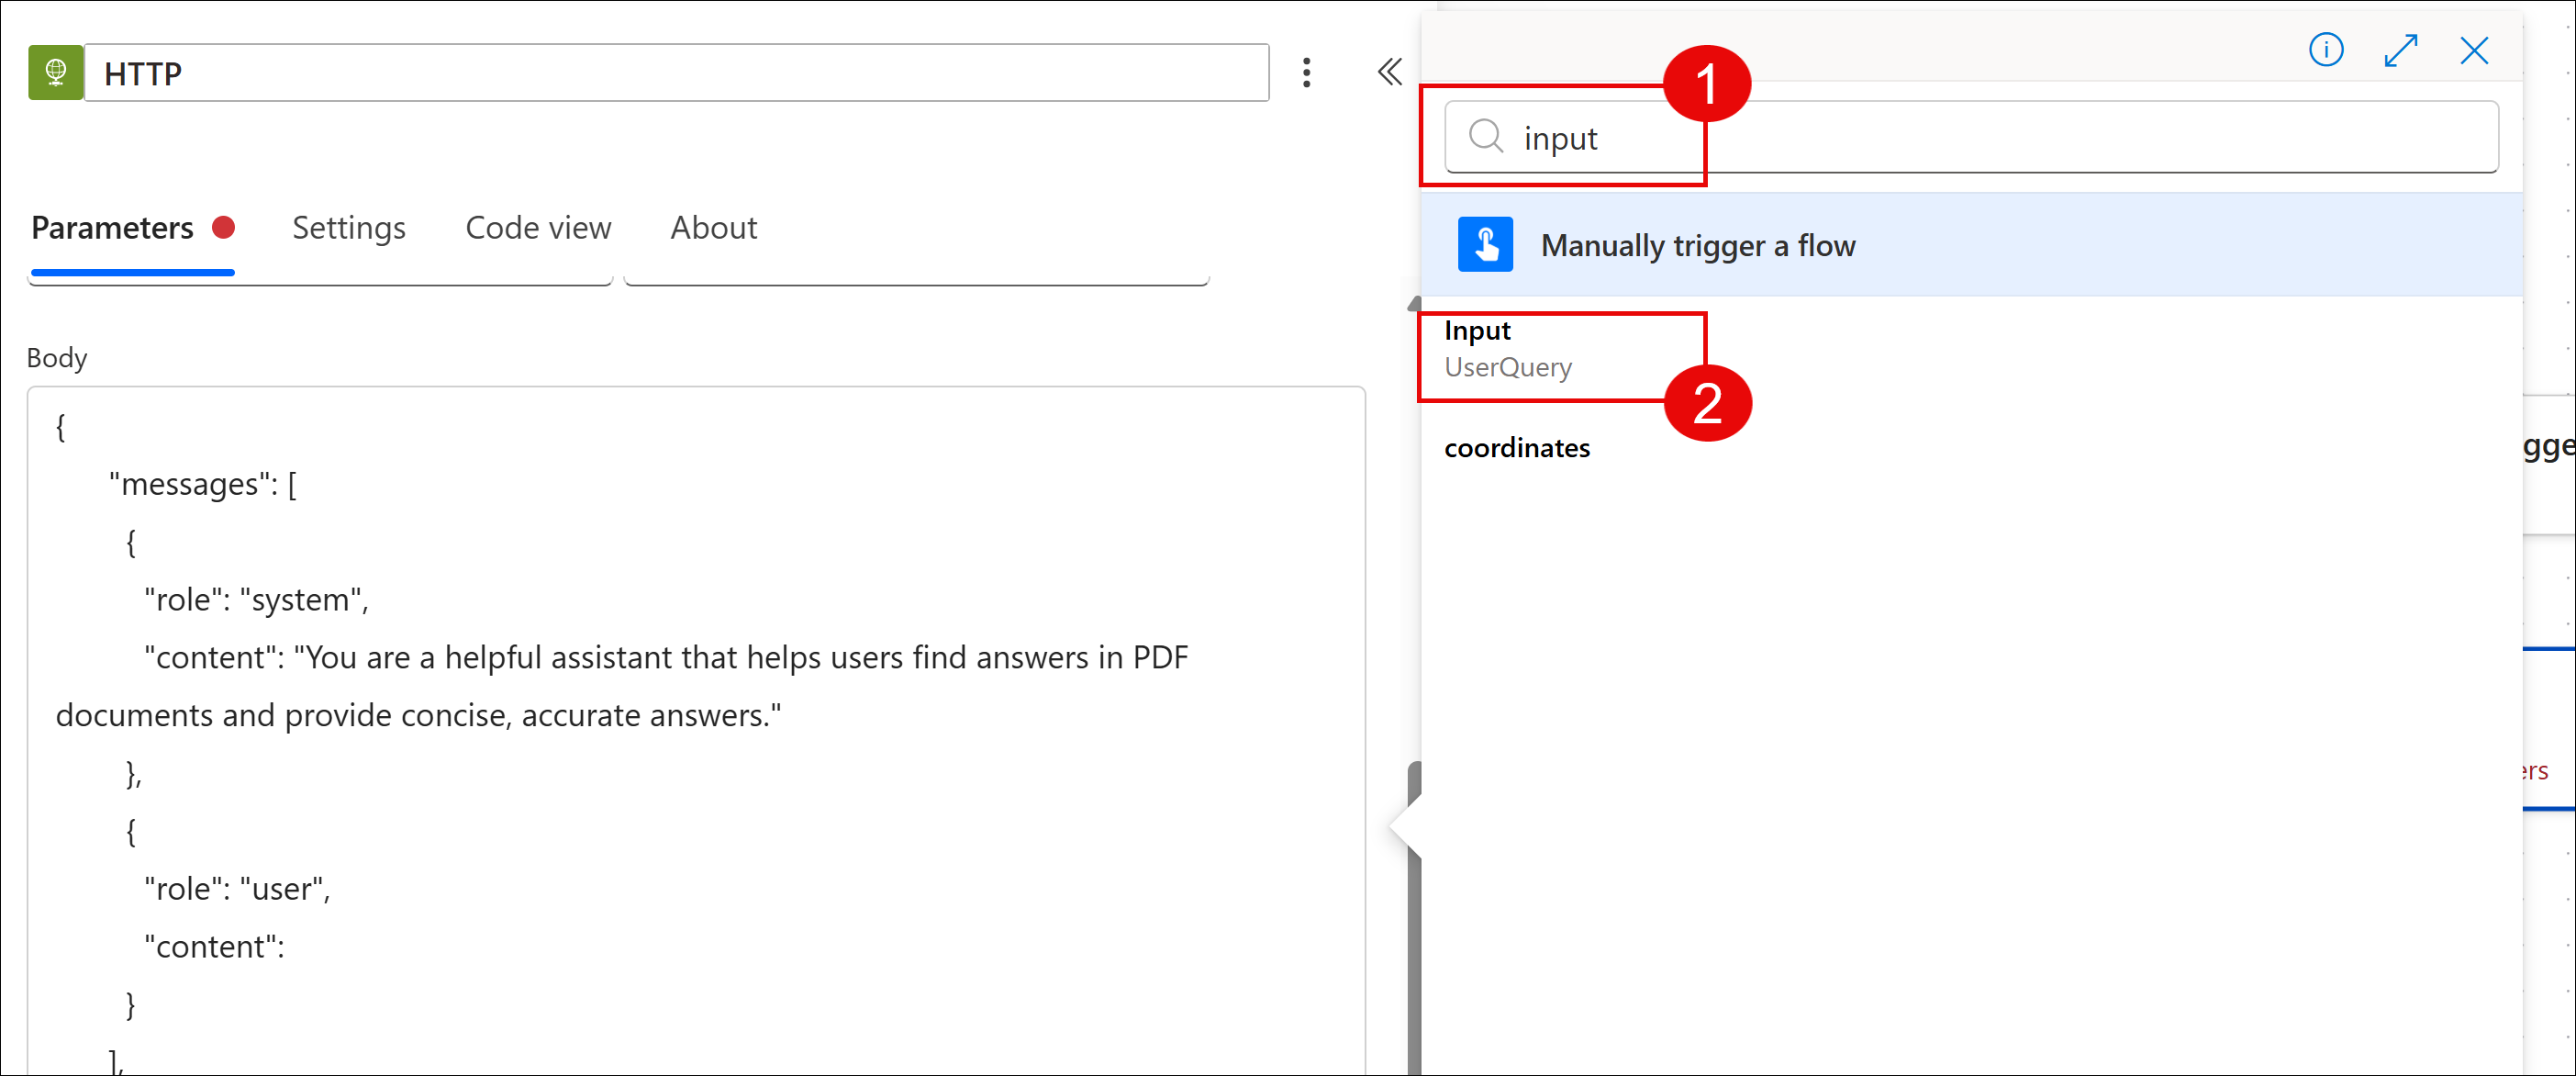 HTTP
Parameters Settings Code view About
Body
{
"messages": [
{
"role": "system",
"content": "You are a helpful assistant that helps users find answers in PDF
documents and provide concise, accurate answers."
},
{
"role": "user",
"content":
}
],
1
input
Manually trigger a flow
Input
UserQuery
2
coordinates
gge
ers